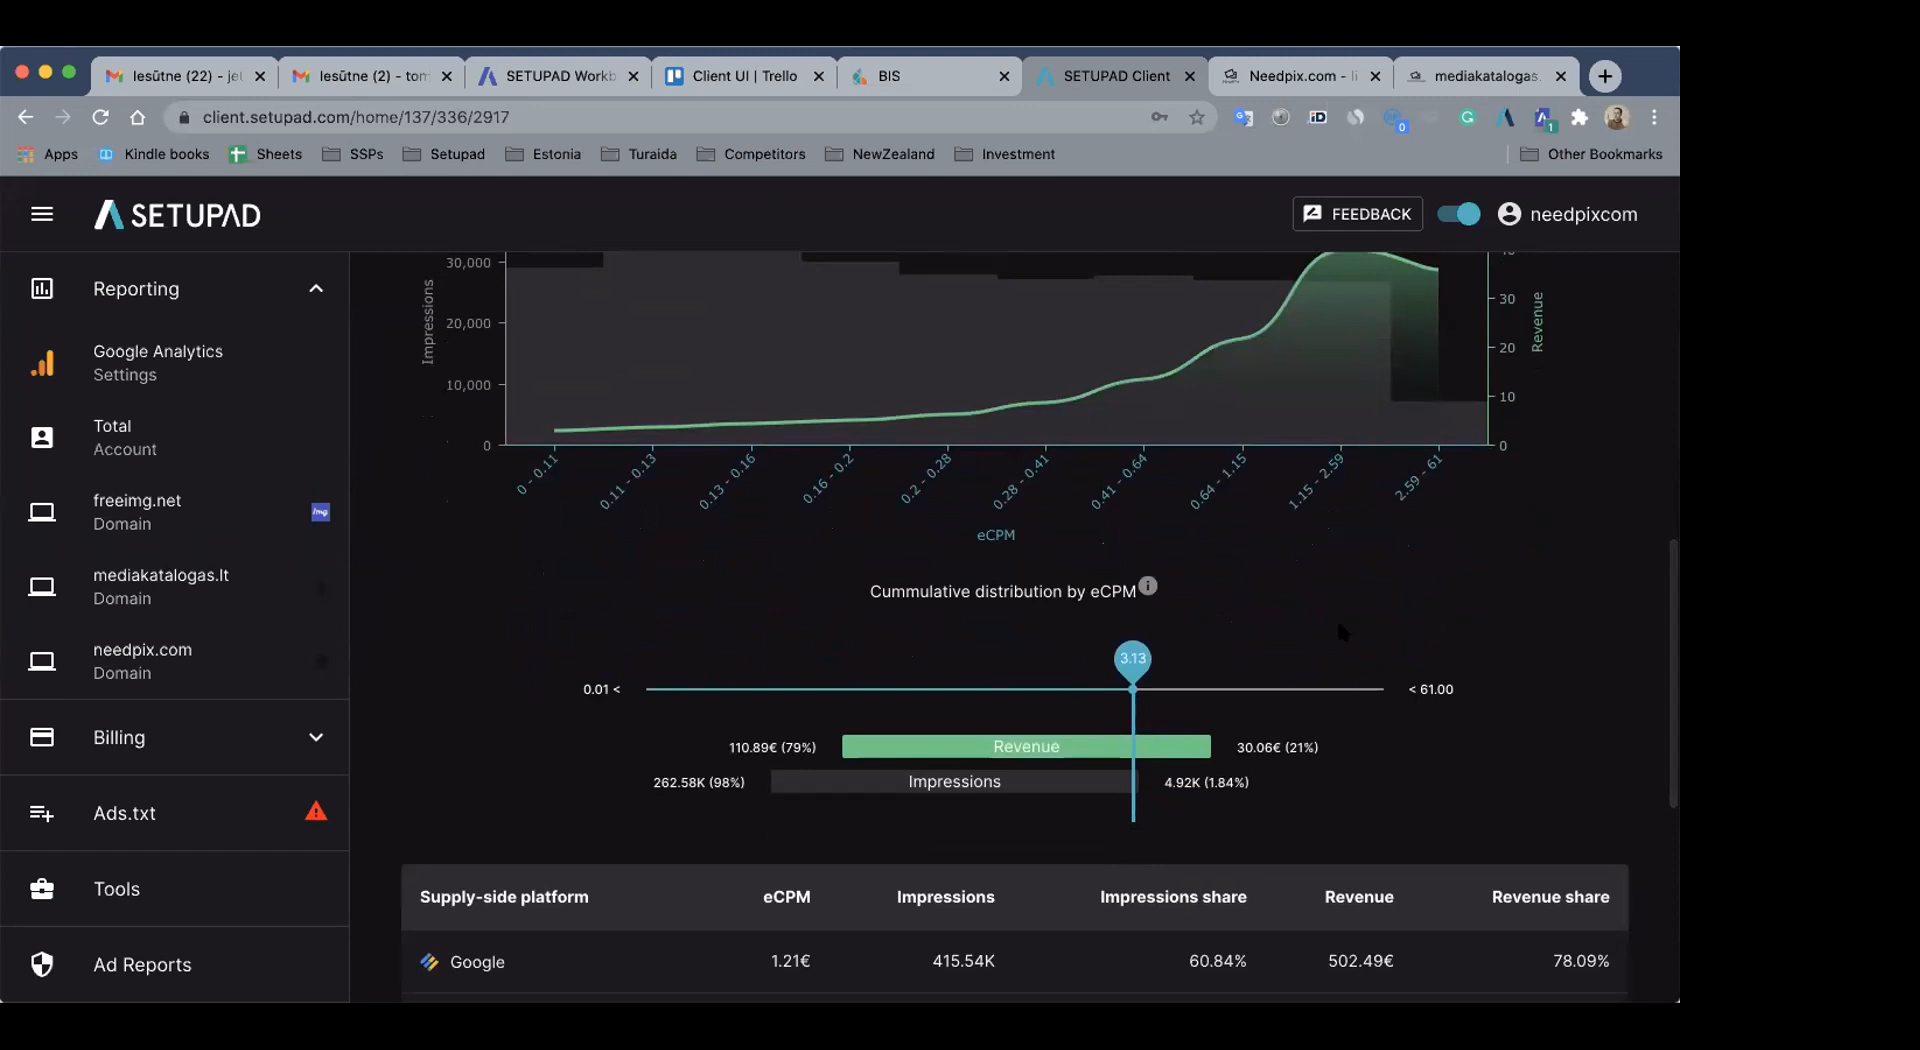 Iesūtne (22) - jel
Iesūtne (2) - tom
SETUPAD Workb
Client UI | Trello
BIS
SETUPAD Client
Needpix.com - li
mediakatalogas.
client.setupad.com/home/137/336/2917
0
1
Apps
Kindle books
Sheets
SSPs
Setupad
Estonia
Turaida
Competitors
NewZealand
Investment
Other Bookmarks
SETUPAD
FEEDBACK
needpixcom
Reporting
Google Analytics
Settings
Total
Account
freeimg.net
Domain
mediakatalogas.lt
Domain
needpix.com
Domain
Billing
Ads.txt
Tools
Ad Reports
Impressions
30,000
20,000
10,000
0
Revenue
30
20
10
0
0 - 0.11
0.11 - 0.13
0.13 - 0.16
0.16 - 0.2
0.2 - 0.28
0.28 - 0.41
0.41 - 0.64
0.64 - 1.15
1.15 - 2.59
2.59 - 61
eCPM
Cummulative distribution by eCPM
3.13
0.01 <
< 61.00
110.89€ (79%) Revenue 30.06€ (21%)
262.58K (98%) Impressions 4.92K (1.84%)
Supply-side platform eCPM Impressions Impressions share Revenue Revenue share
Google 1.21€ 415.54K 60.84% 502.49€ 78.09%